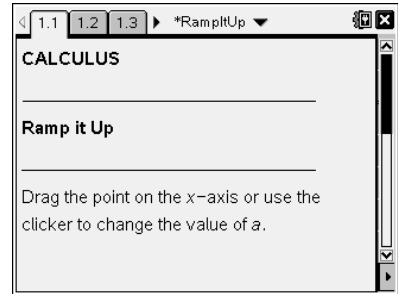 1.1 1.2 1.3 *RampItUp
CALCULUS
Ramp it Up
Drag the point on the x-axis or use the
clicker to change the value of a.